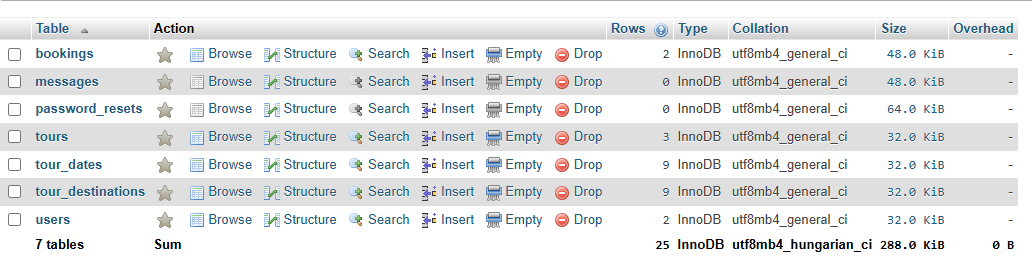 Table Action Rows Type Collation Size Overhead
bookings Browse Structure Search Insert Empty Drop 2 InnoDB utf8mb4_general_ci 48.0 KiB -
messages Browse Structure Search Insert Empty Drop 0 InnoDB utf8mb4_general_ci 48.0 KiB -
password_resets Browse Structure Search Insert Empty Drop 0 InnoDB utf8mb4_general_ci 64.0 KiB -
tours Browse Structure Search Insert Empty Drop 3 InnoDB utf8mb4_general_ci 32.0 KiB -
tour_dates Browse Structure Search Insert Empty Drop 9 InnoDB utf8mb4_general_ci 32.0 KiB -
tour_destinations Browse Structure Search Insert Empty Drop 9 InnoDB utf8mb4_general_ci 32.0 KiB -
users Browse Structure Search Insert Empty Drop 2 InnoDB utf8mb4_general_ci 32.0 KiB -
7 tables Sum 25 InnoDB utf8mb4_hungarian_ci 288.0 KiB 0 B